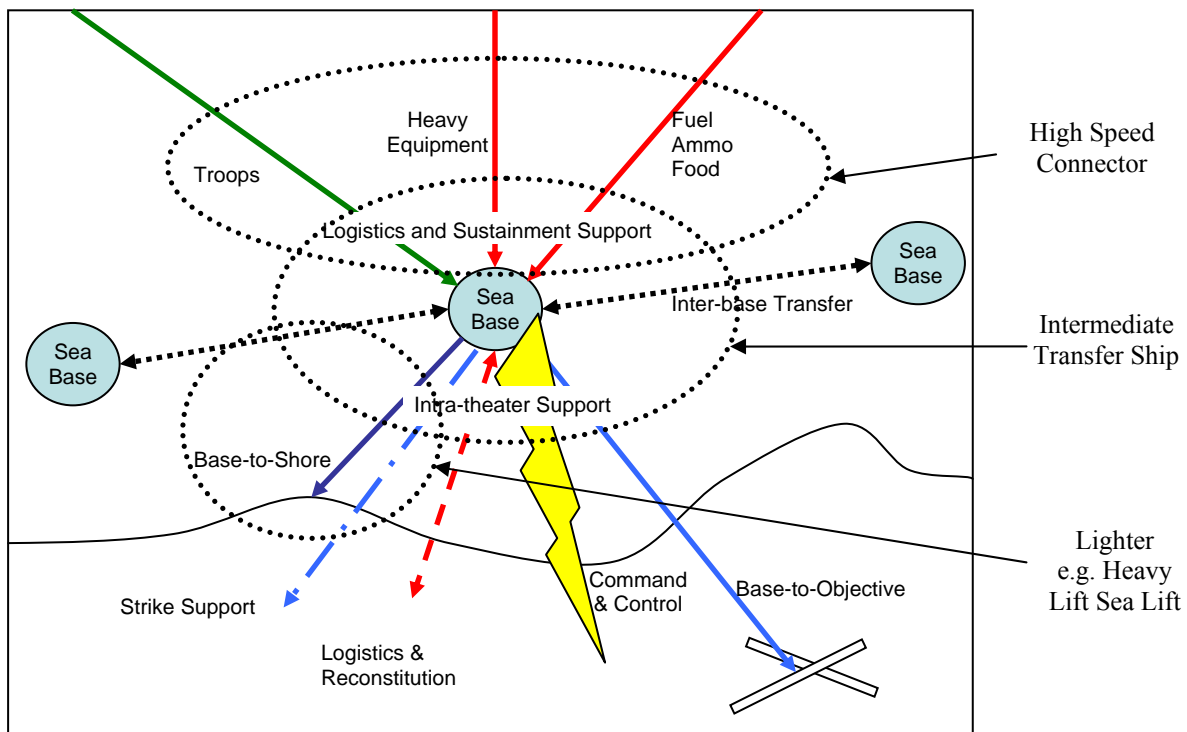 Heavy
Equipment
Fuel
Ammo
Food
High Speed
Connector
Troops
Logistics and Sustainment Support
Sea
Base
Sea
Base
Inter-base Transfer
Sea
Base
Intermediate
Transfer Ship
Intra-theater Support
Base-to-Shore
Lighter
e.g. Heavy
Lift Sea Lift
Strike Support
Command
& Control
Base-to-Objective
Logistics &
Reconstitution